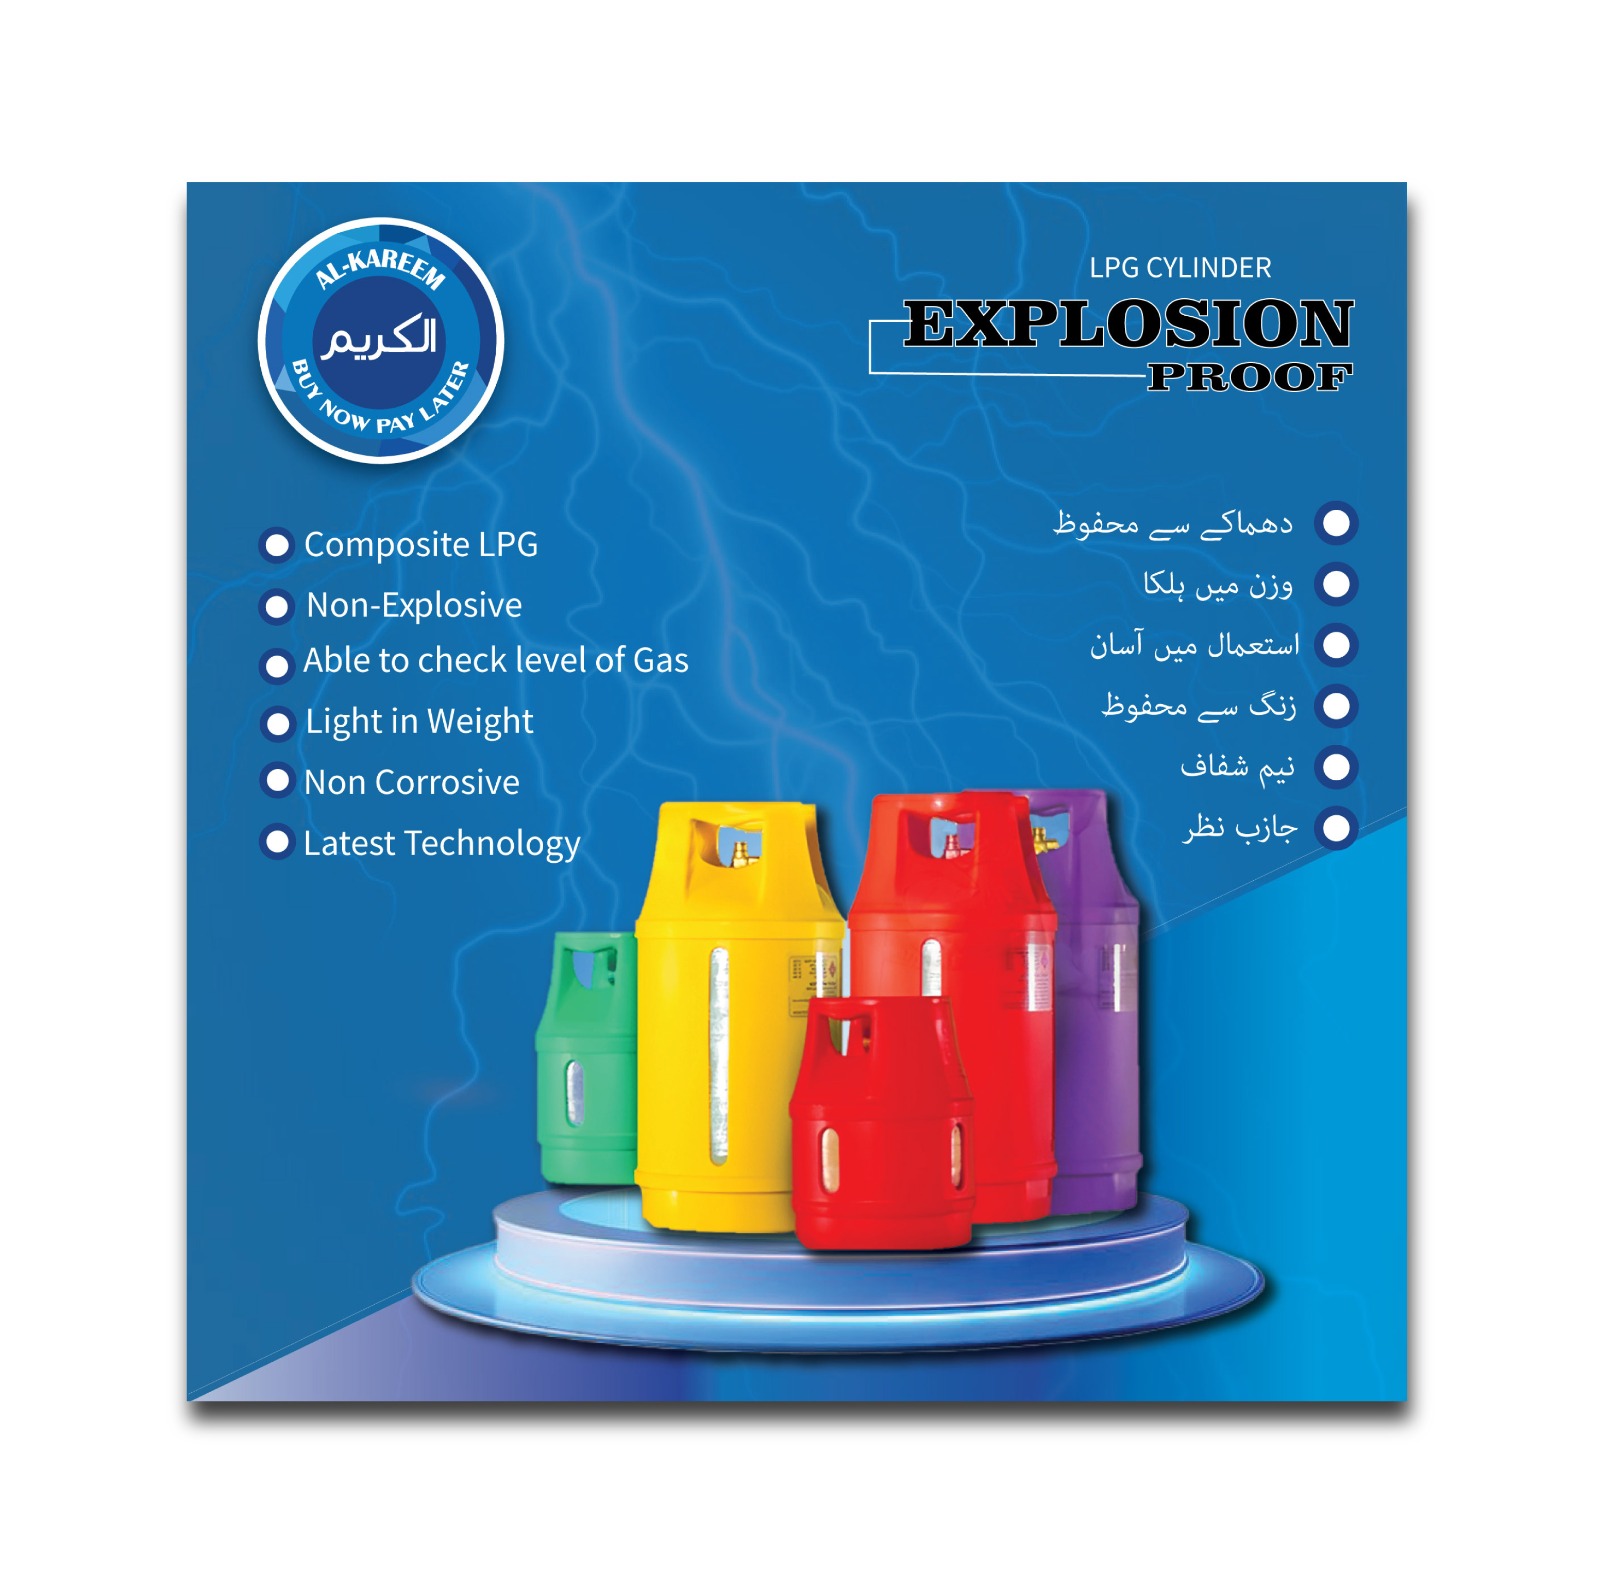 AL-KAREEM
الكريم
BUY NOW PAY LATER
LPG CYLINDER
EXPLOSION
PROOF
Composite LPG
Non-Explosive
Able to check level of Gas
Light in Weight
Non Corrosive
Latest Technology
دھماکے سے محفوظ
وزن میں ہلکا
استعمال میں آسان
زنگ سے محفوظ
نیم شفاف
جازب نظر